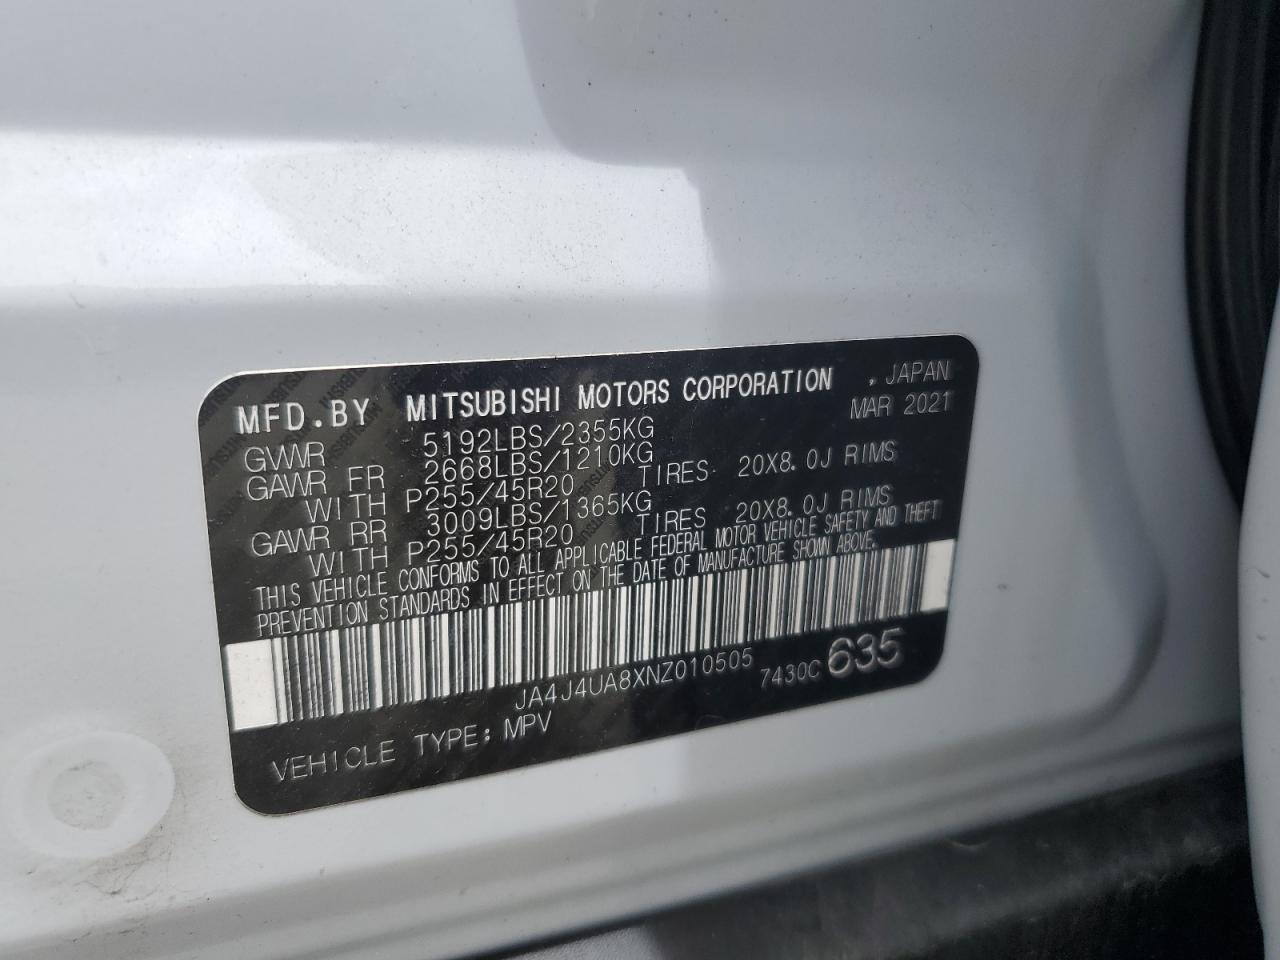 MFD.BY MITSUBISHI MOTORS CORPORATION , JAPAN
MAR 2021
GVWR 5192LBS/2355KG
GAWR FR 2668LBS/1210KG
WITH P255/45R20 TIRES 20X8.0J RIMS
GAWR RR 3009LBS/1365KG
WITH P255/45R20 TIRES 20X8.0J RIMS
THIS VEHICLE CONFORMS TO ALL APPLICABLE FEDERAL MOTOR VEHICLE SAFETY AND THEFT
PREVENTION STANDARDS IN EFFECT ON THE DATE OF MANUFACTURE SHOWN ABOVE.
JA4J4UA8XNZ010505 7430C 635
VEHICLE TYPE: MPV